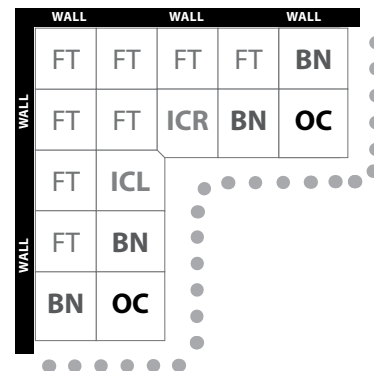 WALL WALL WALL
FT FT FT FT BN
WALL
FT FT ICR BN OC
FT ICL
FT BN
WALL
BN OC